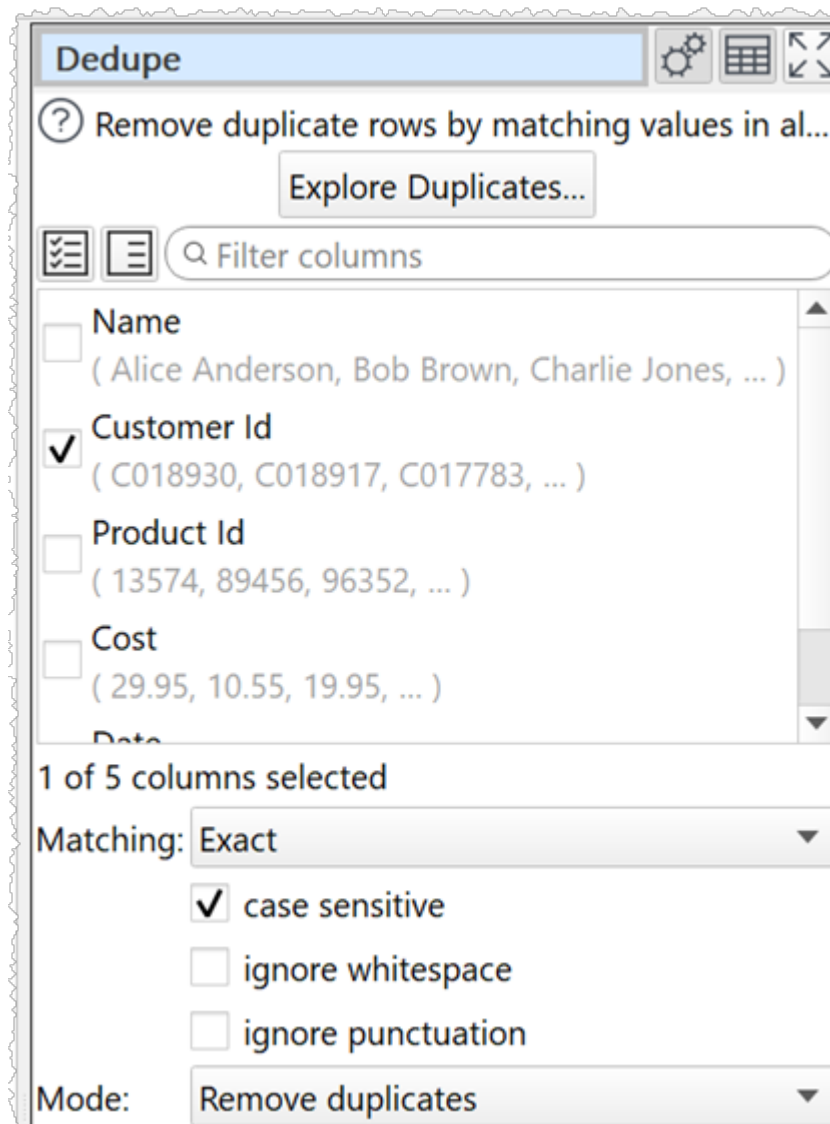 Dedupe
Remove duplicate rows by matching values in al...
Explore Duplicates...
Filter columns
Name
( Alice Anderson, Bob Brown, Charlie Jones, ... )
Customer Id
( C018930, C018917, C017783, ... )
Product Id
( 13574, 89456, 96352, ... )
Cost
( 29.95, 10.55, 19.95, ... )
Date
1 of 5 columns selected
Matching: Exact
case sensitive
ignore whitespace
ignore punctuation
Mode: Remove duplicates